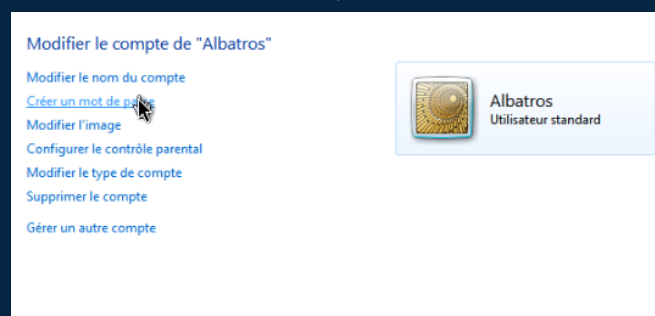 Modifier le compte de "Albatros"
Modifier le nom du compte
Créer un mot de passe
Modifier l'image
Configurer le contrôle parental
Modifier le type de compte
Supprimer le compte
Gérer un autre compte
Albatros
Utilisateur standard